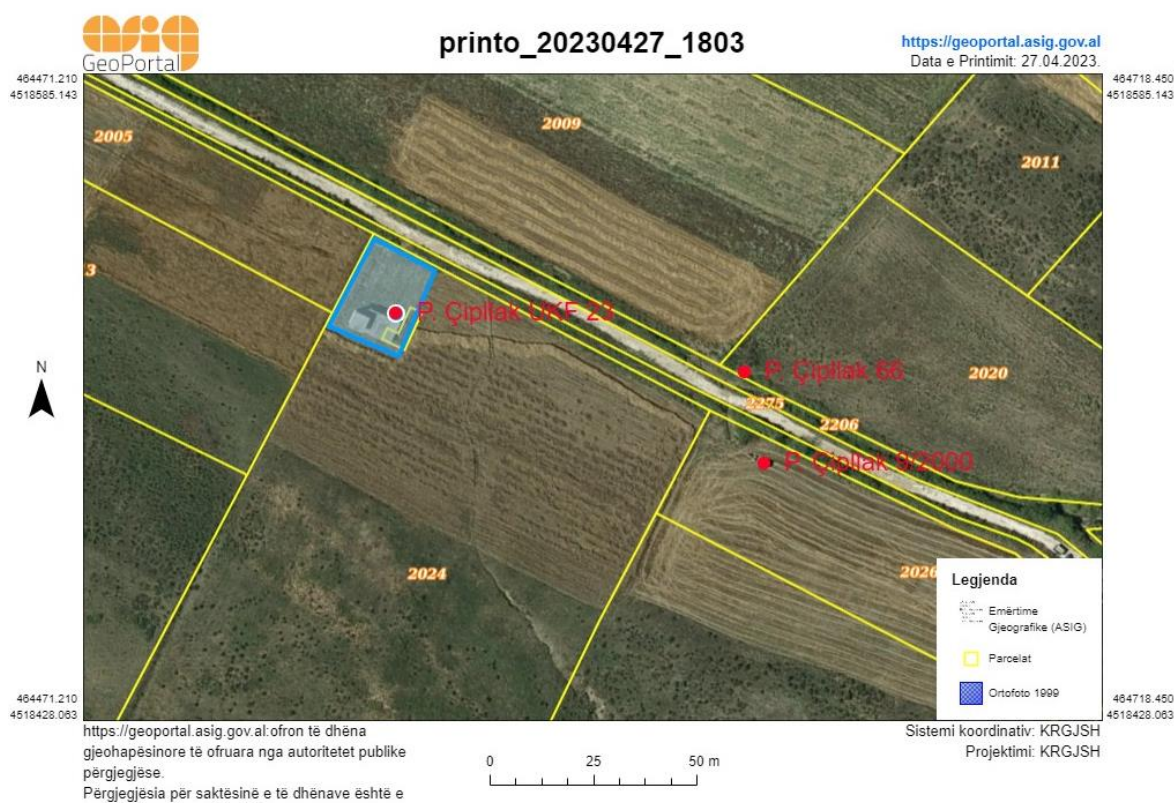 asig
GeoPortal
printo_20230427_1803
https://geoportal.asig.gov.al
Data e Printimit: 27.04.2023.
464471.210
4518585.143
464718.450
4518585.143
2005
2009
2011
3
P. Çipllak UKF 23
P. Çipllak 66
2020
2275
2206
P. Çipllak 9/2000
N
2024
2026
Legjenda
Emërtime
Gjeografike (ASIG)
Parcelat
Ortofoto 1999
464471.210
4518428.063
464718.450
4518428.063
https://geoportal.asig.gov.al:ofron të dhëna
gjeohapësinore të ofruara nga autoritetet publike
përgjegjëse.
Përgjegjësia për saktësinë e të dhënave është e
0 25 50 m
Sistemi koordinativ: KRGJSH
Projektimi: KRGJSH